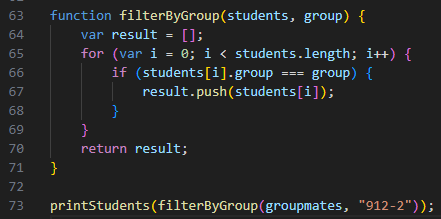 63 function filterByGroup(students, group) {
64     var result = [];
65     for (var i = 0; i < students.length; i++) {
66         if (students[i].group === group) {
67             result.push(students[i]);
68         }
69     }
70     return result;
71 }
72
73 printStudents(filterByGroup(groupmates, "912-2"));